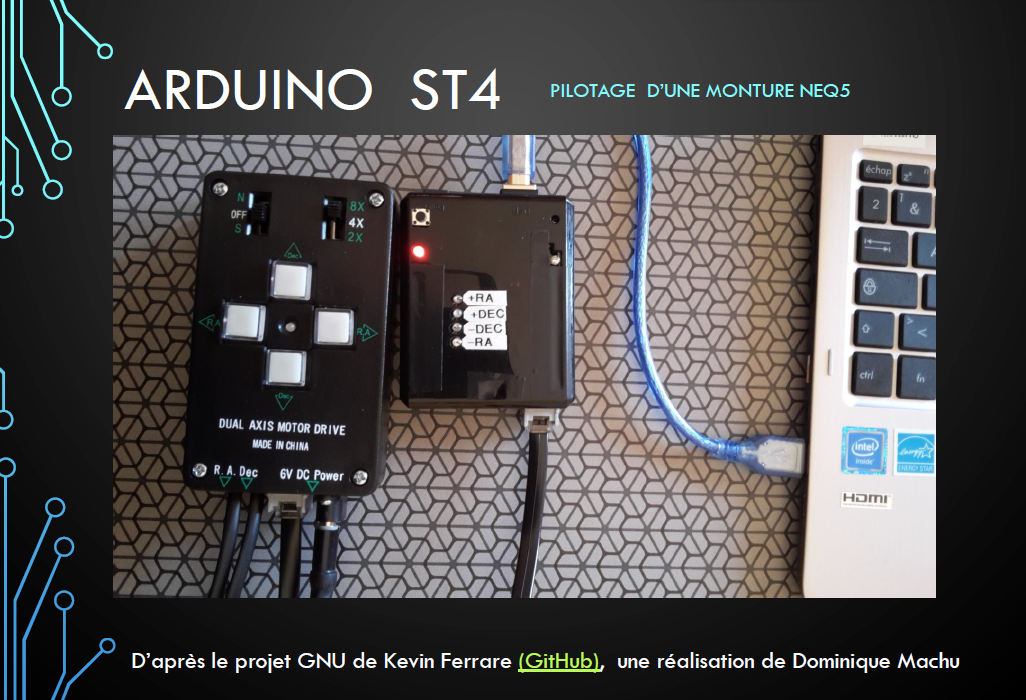 ARDUINO ST4
PILOTAGE D'UNE MONTURE NEQ5
N
OFF
S
8X
4X
2X
Dec
R.A
R.A
Dec
DUAL AXIS MOTOR DRIVE
MADE IN CHINA
R. A. Dec 6V DC Power
+RA
+DEC
−DEC
−RA
échap
z
2
1
&
A
>
<
ctrl
fn
intel
inside
ENERGY STAR
HDMI
D'après le projet GNU de Kevin Ferrare (GitHub), une réalisation de Dominique Machu